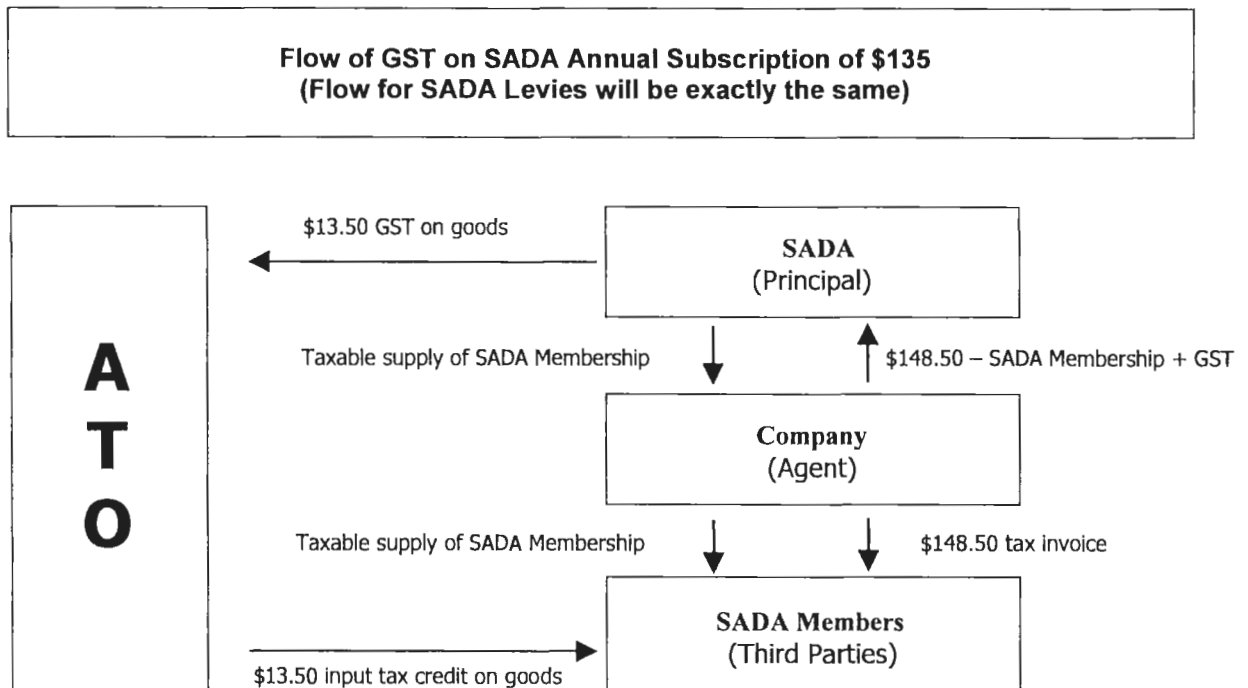 Flow of GST on SADA Annual Subscription of $135
(Flow for SADA Levies will be exactly the same)
$13.50 GST on goods
SADA
(Principal)
Taxable supply of SADA Membership
$148.50 – SADA Membership + GST
A
T
O
Company
(Agent)
Taxable supply of SADA Membership
$148.50 tax invoice
SADA Members
(Third Parties)
$13.50 input tax credit on goods